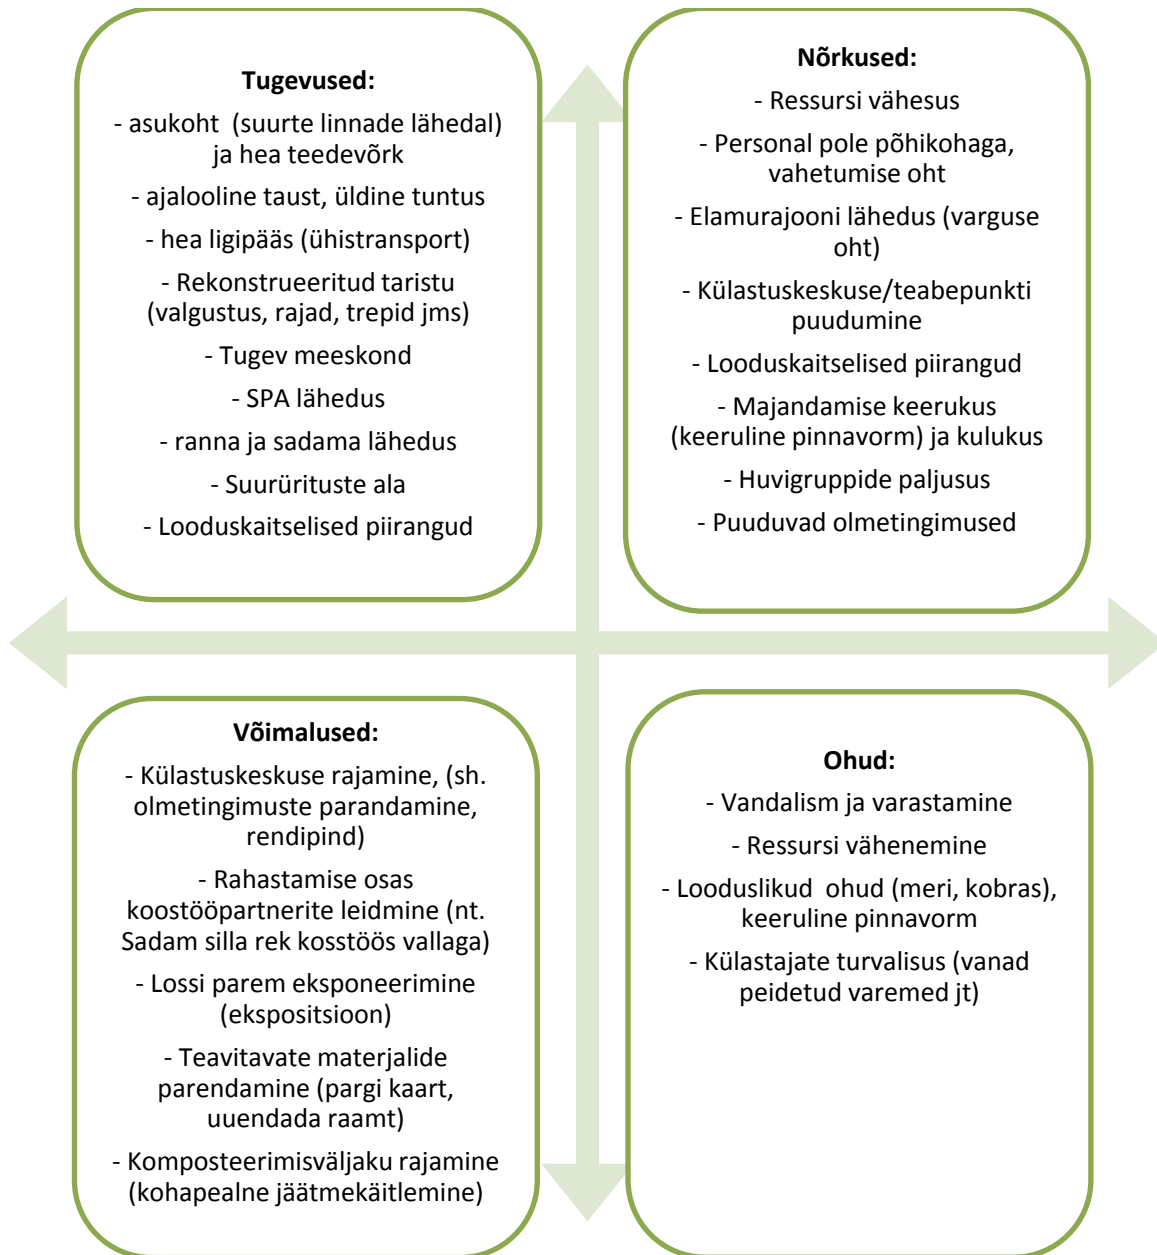 Tugevused:
- asukoht (suurte linnade lähedal)
ja hea teedevõrk
- ajalooline taust, üldine tuntus
- hea ligipääs (ühistransport)
- Rekonstrueeritud taristu
(valgustus, rajad, trepid jms)
- Tugev meeskond
- SPA lähedus
- ranna ja sadama lähedus
- Suurürituste ala
- Looduskaitselised piirangud
Nõrkused:
- Ressursi vähesus
- Personal pole põhikohaga,
vahetumise oht
- Elamurajooni lähedus (varguse
oht)
- Külastuskeskuse/teabepunkti
puudumine
- Looduskaitselised piirangud
- Majandamise keerukus
(keeruline pinnavorm) ja kulukus
- Huvigruppide paljusus
- Puuduvad olmetingimused
Võimalused:
- Külastuskeskuse rajamine, (sh.
olmetingimuste parandamine,
rendipind)
- Rahastamise osas
koostööpartnerite leidmine (nt.
Sadam silla rek kosstöös vallaga)
- Lossi parem eksponeerimine
(ekspositsioon)
- Teavitavate materjalide
parendamine (pargi kaart,
uuendada raamt)
- Komposteerimisväljaku rajamine
(kohapealne jäätmekäitlemine)
Ohud:
- Vandalism ja varastamine
- Ressursi vähenemine
- Looduslikud ohud (meri, kobras),
keeruline pinnavorm
- Külastajate turvalisus (vanad
peidetud varemed jt)